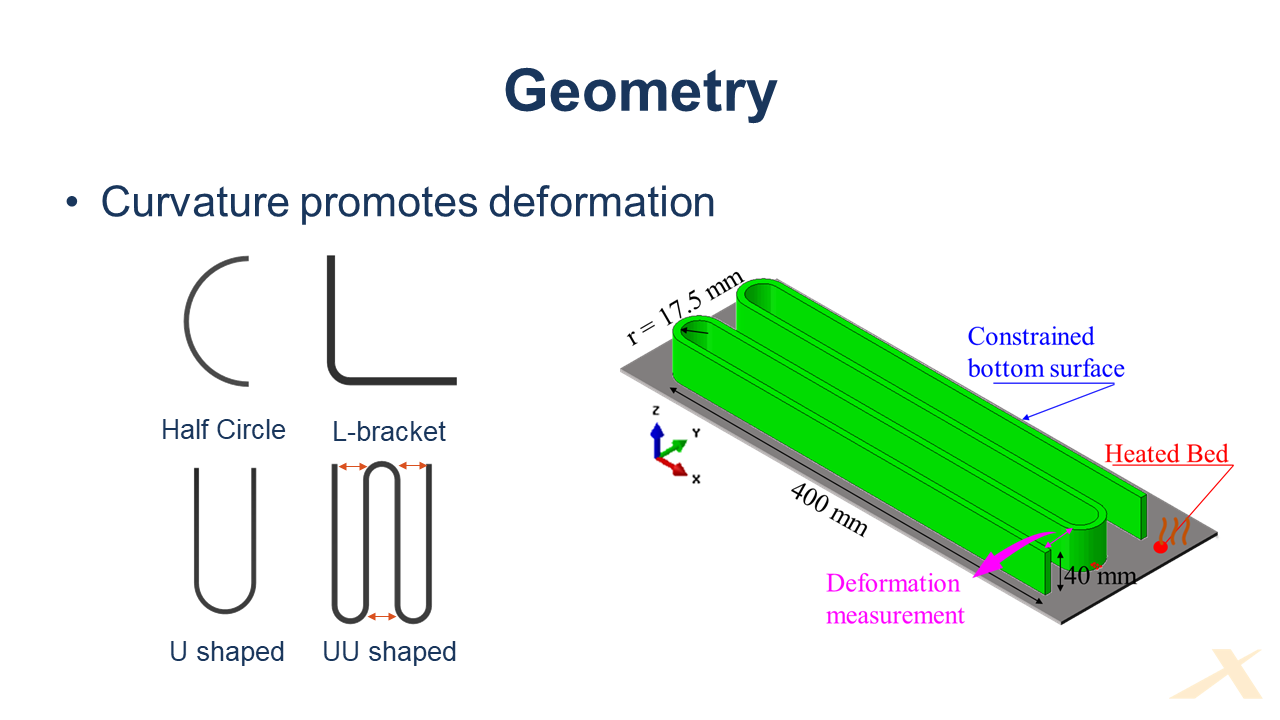 Geometry
• Curvature promotes deformation
Half Circle
L-bracket
U shaped
UU shaped
r = 17.5 mm
Constrained
bottom surface
Z
Y
X
Heated Bed
400 mm
40 mm
Deformation
measurement